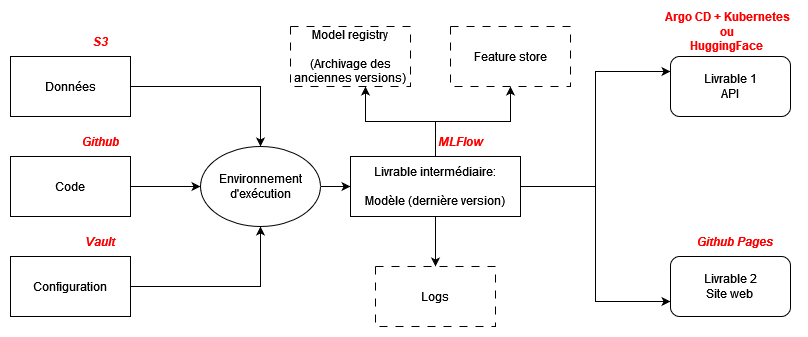 S3
Données
Github
Code
Vault
Configuration
Environnement
d'exécution
Model registry
(Archivage des
anciennes versions)
Feature store
MLFlow
Livrable intermédiaire:
Modèle (dernière version)
Logs
Argo CD + Kubernetes
ou
HuggingFace
Livrable 1
API
Github Pages
Livrable 2
Site web